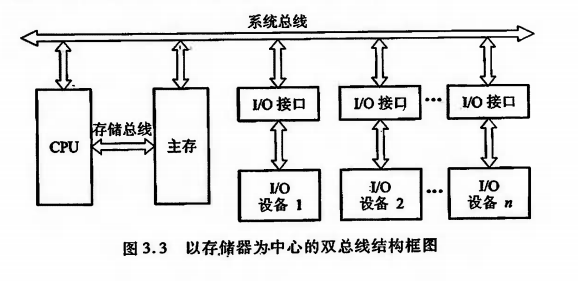 系统总线
I/O 接口 I/O 接口 … I/O 接口
存储总线
CPU 主存
I/O I/O I/O
设备 1 设备 2 … 设备 n
图 3.3 以存储器为中心的双总线结构框图